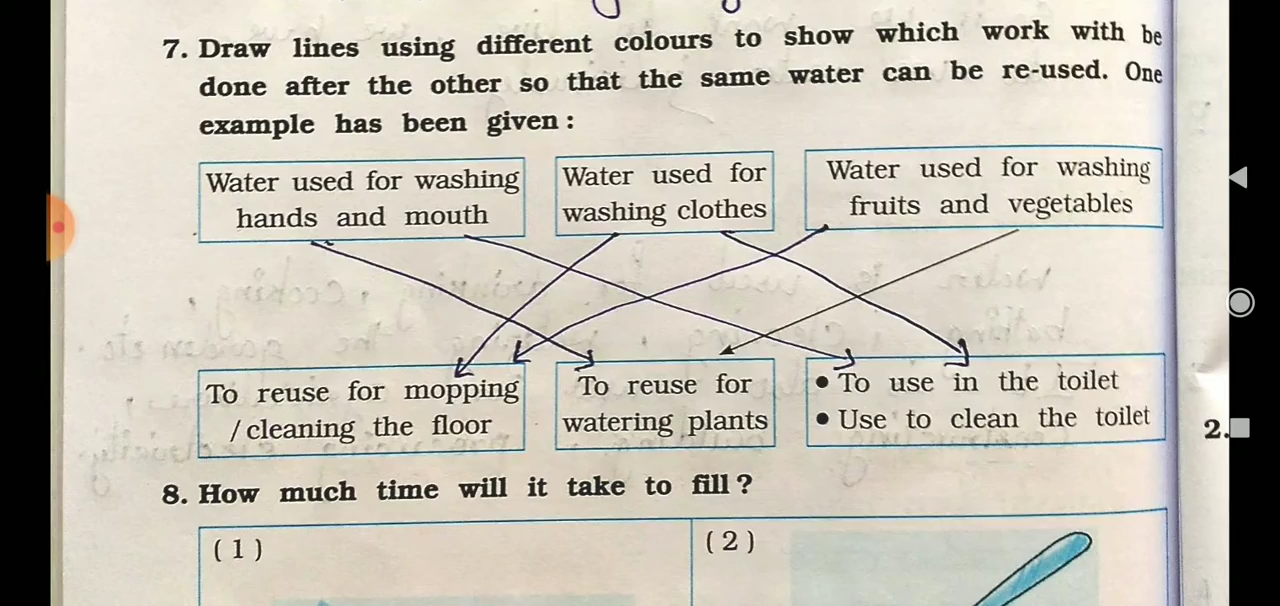 7. Draw lines using different colours to show which work with be
done after the other so that the same water can be re-used. One
example has been given :
Water used for washing
hands and mouth
Water used for
washing clothes
Water used for washing
fruits and vegetables
To reuse for mopping
/ cleaning the floor
To reuse for
watering plants
• To use in the toilet
• Use to clean the toilet
2.
8. How much time will it take to fill ?
( 1 )
( 2 )